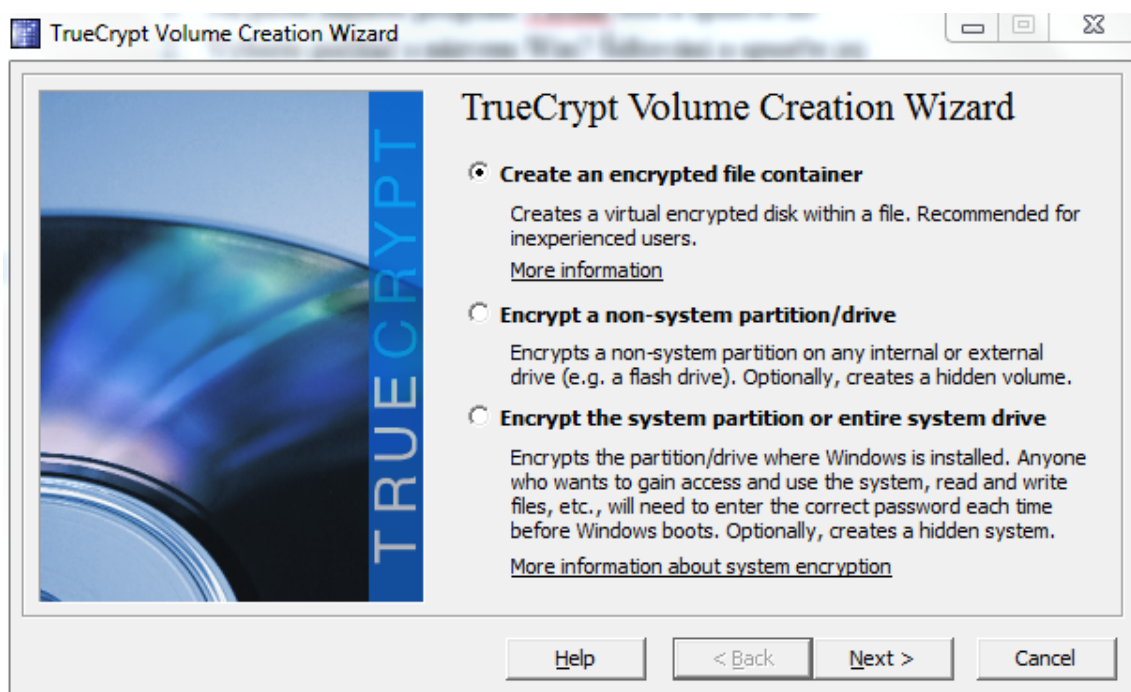 TrueCrypt Volume Creation Wizard
TRUECRYPT
TrueCrypt Volume Creation Wizard
Create an encrypted file container
Creates a virtual encrypted disk within a file. Recommended for
inexperienced users.
More information
Encrypt a non-system partition/drive
Encrypts a non-system partition on any internal or external
drive (e.g. a flash drive). Optionally, creates a hidden volume.
Encrypt the system partition or entire system drive
Encrypts the partition/drive where Windows is installed. Anyone
who wants to gain access and use the system, read and write
files, etc., will need to enter the correct password each time
before Windows boots. Optionally, creates a hidden system.
More information about system encryption
Help
< Back
Next >
Cancel